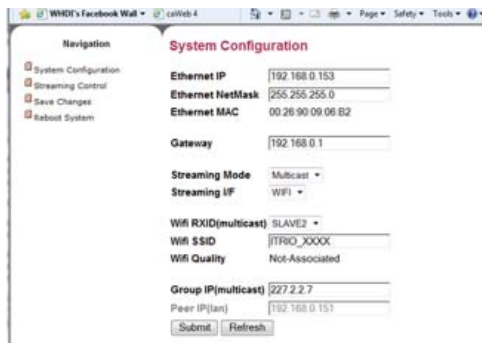 WHDI's Facebook Wall caWeb 4 Page Safety Tools
Navigation
System Configuration
Streaming Control
Save Changes
Reboot System
System Configuration
Ethernet IP 192.168.0.153
Ethernet NetMask 255.255.255.0
Ethernet MAC 00:26:90:09:06:B2
Gateway 192.168.0.1
Streaming Mode Multicast
Streaming I/F WIFI
Wifi RXID(multicast) SLAVE2
Wifi SSID ITRIO_XXXX
Wifi Quality Not-Associated
Group IP(multicast) 227.2.2.7
Peer IP(lan) 192.168.0.151
Submit Refresh